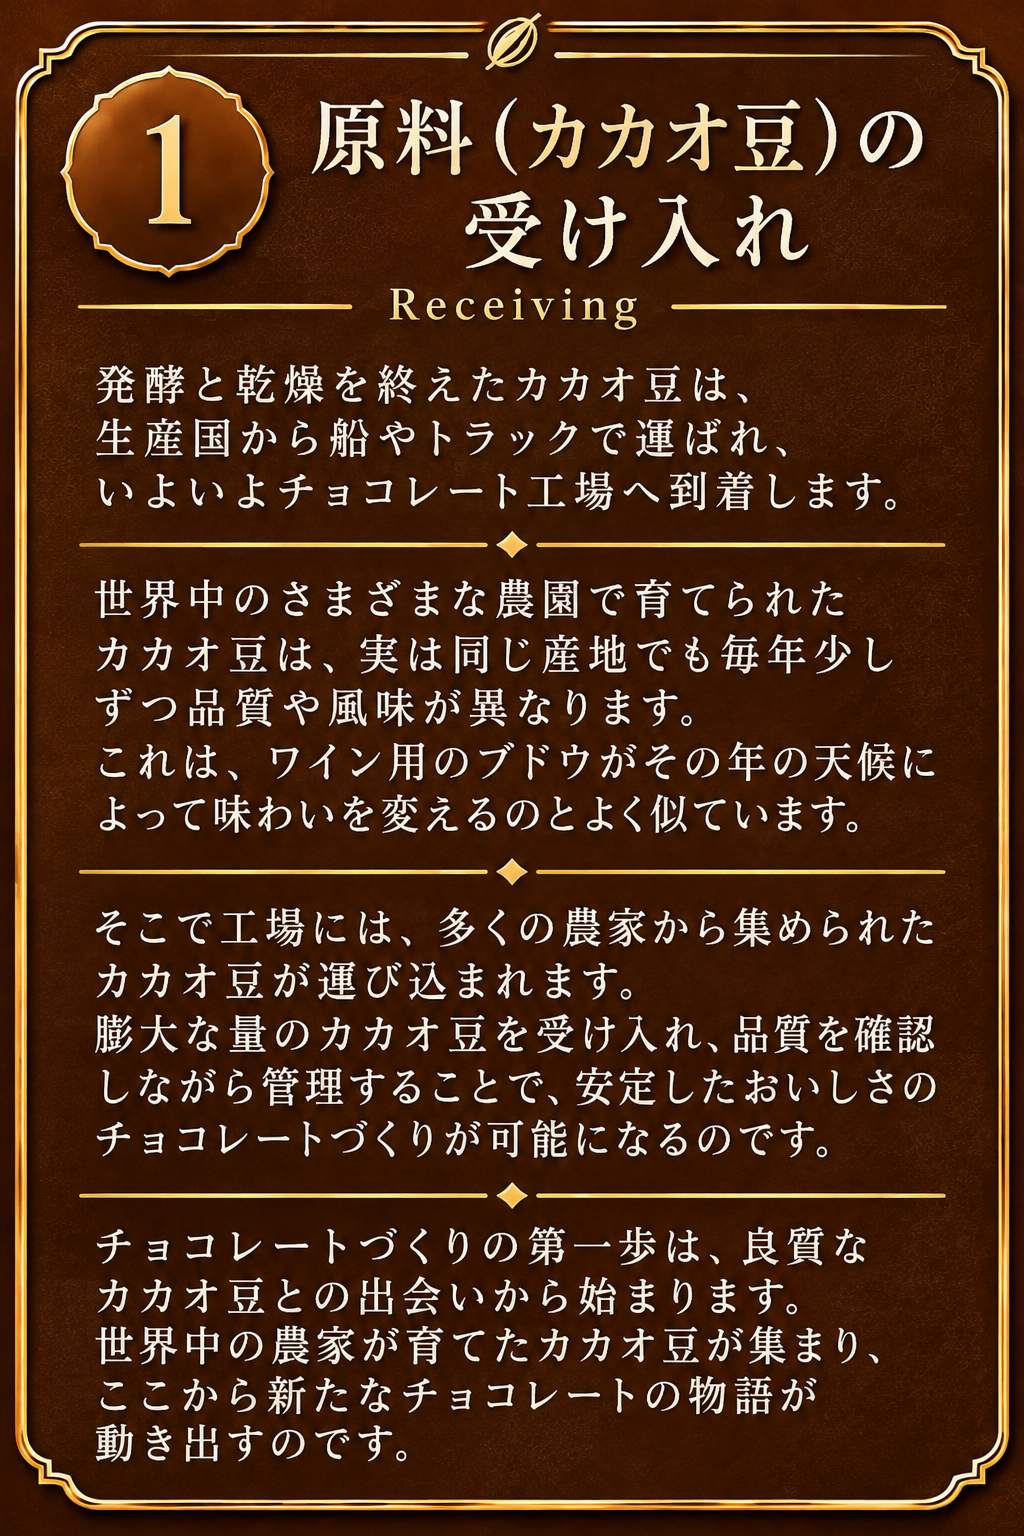 1
原料(カカオ豆)の
受け入れ
Receiving
発酵と乾燥を終えたカカオ豆は、
生産国から船やトラックで運ばれ、
いよいよチョコレート工場へ到着します。
世界中のさまざまな農園で育てられた
カカオ豆は、実は同じ産地でも毎年少し
ずつ品質や風味が異なります。
これは、ワイン用のブドウがその年の天候に
よって味わいを変えるのとよく似ています。
そこで工場には、多くの農家から集められた
カカオ豆が運び込まれます。
膨大な量のカカオ豆を受け入れ、品質を確認
しながら管理することで、安定したおいしさの
チョコレートづくりが可能になるのです。
チョコレートづくりの第一歩は、良質な
カカオ豆との出会いから始まります。
世界中の農家が育てたカカオ豆が集まり、
ここから新たなチョコレートの物語が
動き出すのです。